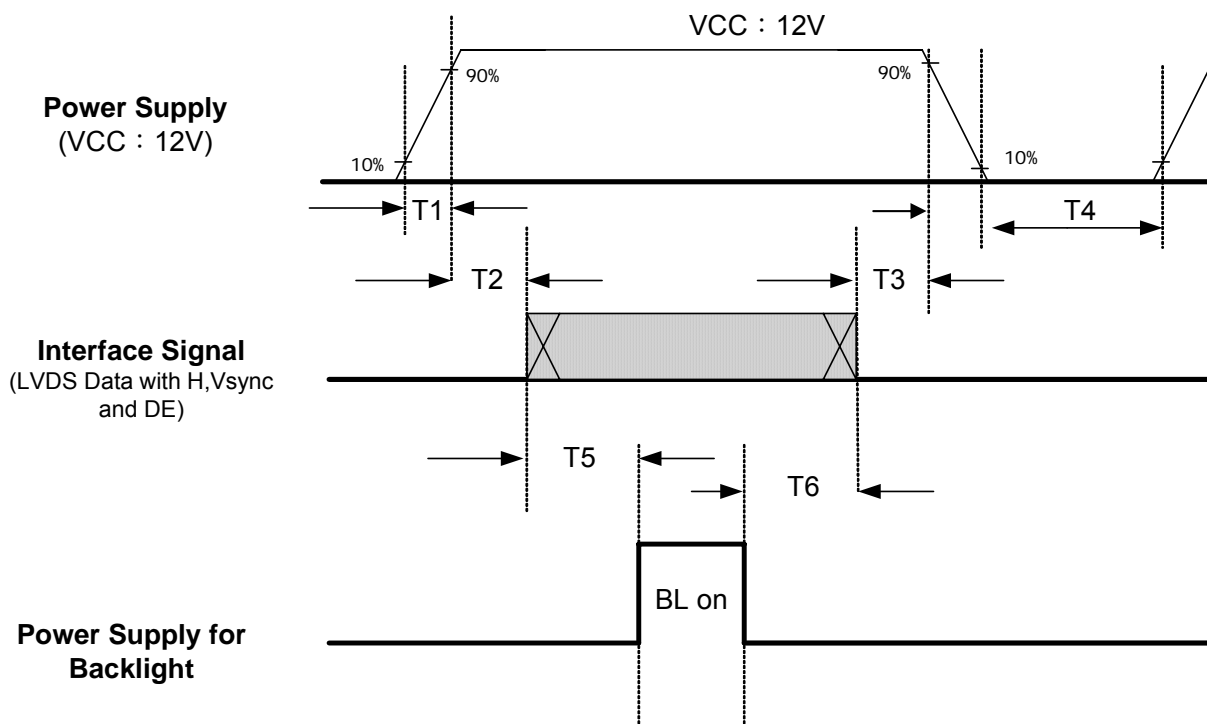 VCC：12V
90%
90%
Power Supply
(VCC：12V)
10%
10%
T1
T4
T2
T3
Interface Signal
(LVDS Data with H,Vsync
and DE)
T5
T6
BL on
Power Supply for
Backlight